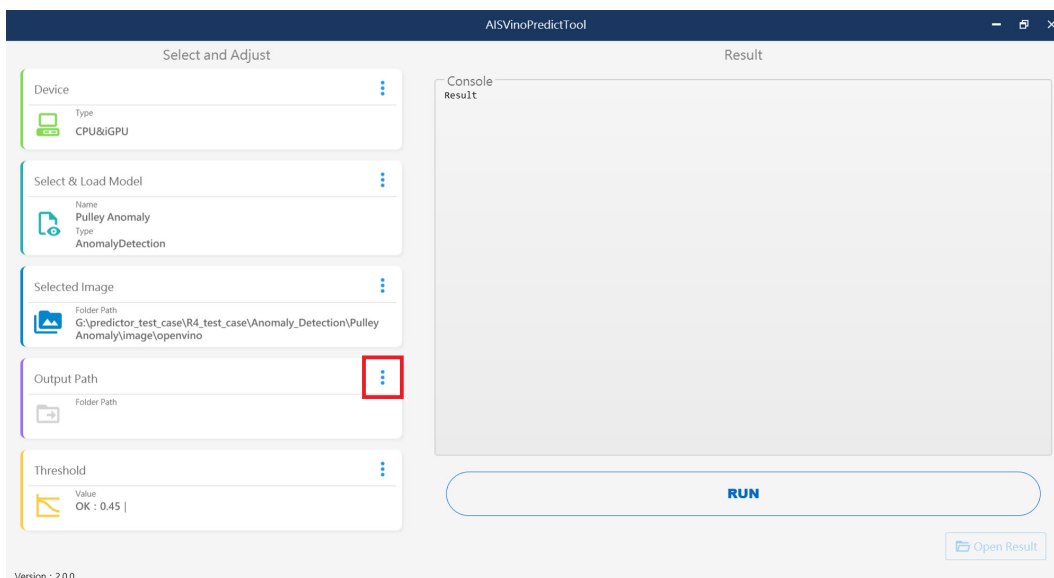 AISVinoPredictTool
Select and Adjust
Device
Type
CPU&iGPU
Select & Load Model
Name
Pulley Anomaly
Type
AnomalyDetection
Selected Image
Folder Path
G:\predictor_test_case\R4_test_case\Anomaly_Detection\Pulley
Anomaly\image\openvino
Output Path
Folder Path
Threshold
Value
OK : 0.45 |
Version : 2.0.0
Result
Console
Result
RUN
Open Result